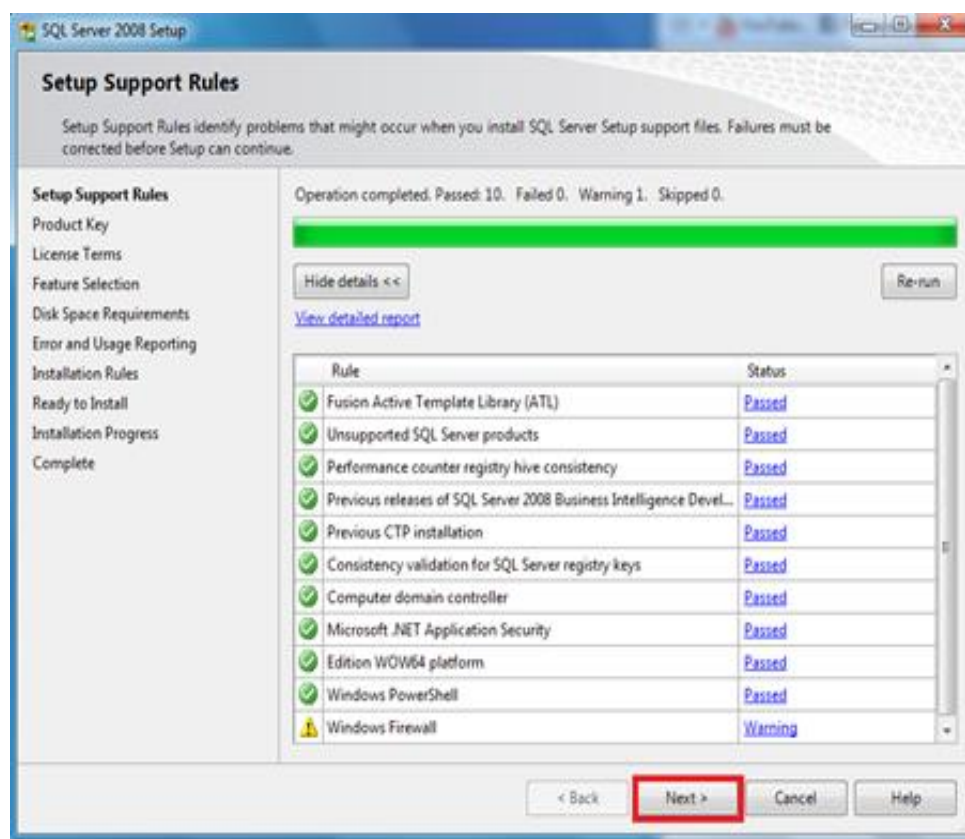 SQL Server 2008 Setup
Setup Support Rules
Setup Support Rules identify problems that might occur when you install SQL Server Setup support files. Failures must be
corrected before Setup can continue.
Setup Support Rules
Product Key
License Terms
Feature Selection
Disk Space Requirements
Error and Usage Reporting
Installation Rules
Ready to Install
Installation Progress
Complete
Operation completed. Passed: 10. Failed 0. Warning 1. Skipped 0.
Hide details <<
Re-run
View detailed report
Rule Status
Fusion Active Template Library (ATL) Passed
Unsupported SQL Server products Passed
Performance counter registry hive consistency Passed
Previous releases of SQL Server 2008 Business Intelligence Devel... Passed
Previous CTP installation Passed
Consistency validation for SQL Server registry keys Passed
Computer domain controller Passed
Microsoft .NET Application Security Passed
Edition WOW64 platform Passed
Windows PowerShell Passed
Windows Firewall Warning
< Back Next > Cancel Help